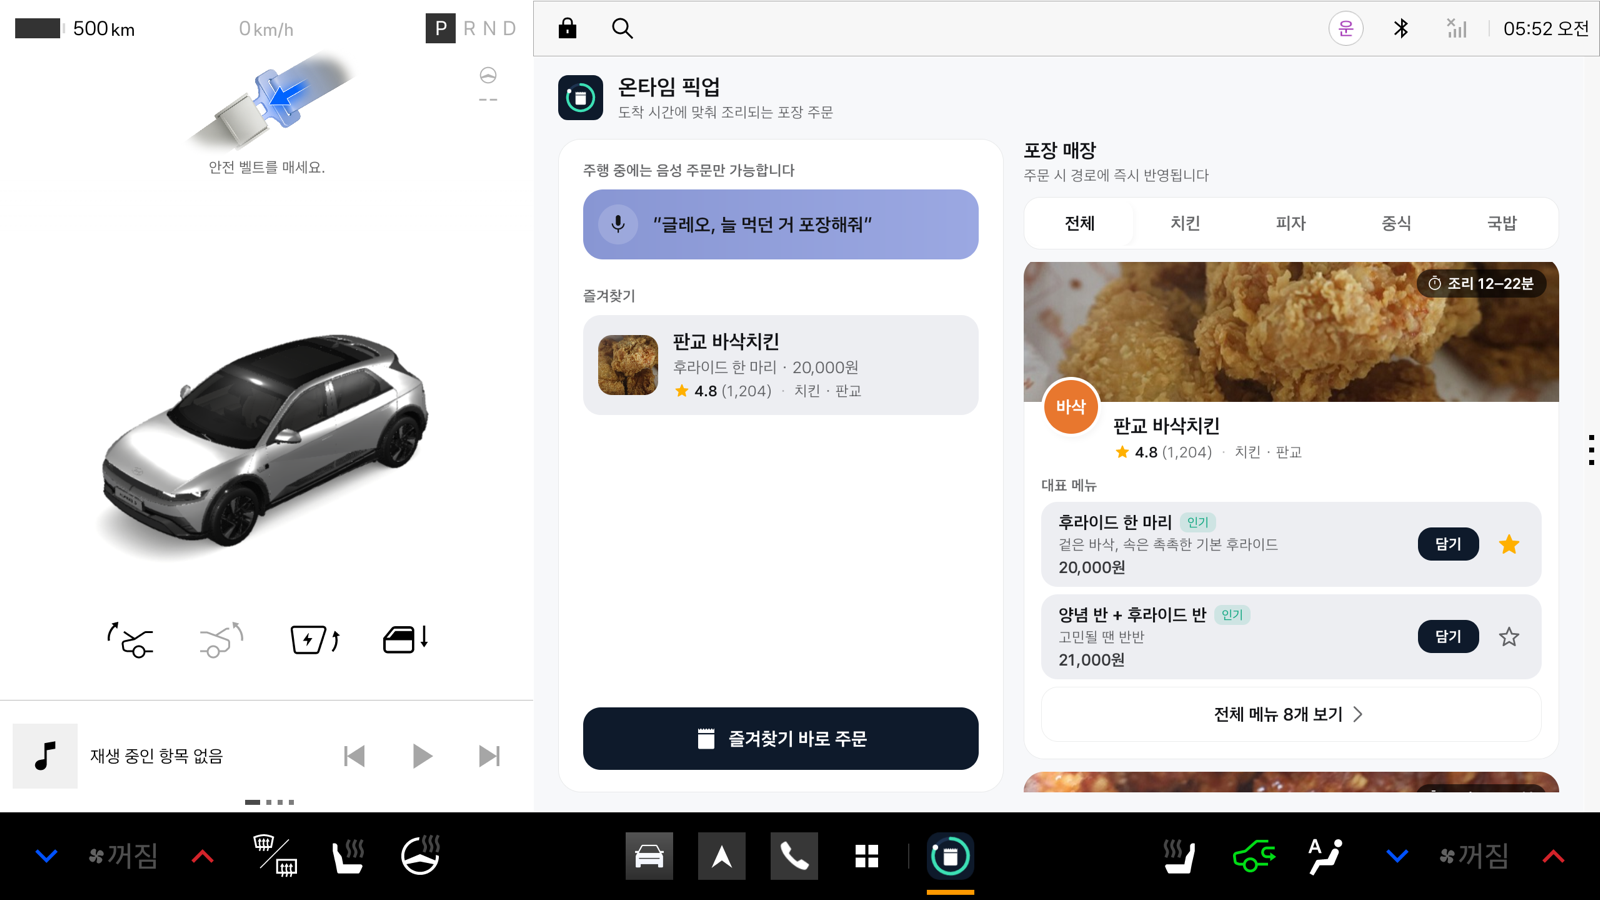 500 km
0 km/h
P R N D
--
안전 벨트를 매세요.
재생 중인 항목 없음
운
05:52 오전
온타임 픽업
도착 시간에 맞춰 조리되는 포장 주문
주행 중에는 음성 주문만 가능합니다
"글레오, 늘 먹던 거 포장해줘"
즐겨찾기
판교 바삭치킨
후라이드 한 마리 · 20,000원
4.8 (1,204) · 치킨 · 판교
즐겨찾기 바로 주문
포장 매장
주문 시 경로에 즉시 반영됩니다
전체 치킨 피자 중식 국밥
조리 12–22분
바삭
판교 바삭치킨
4.8 (1,204) · 치킨 · 판교
대표 메뉴
후라이드 한 마리 인기
겉은 바삭, 속은 촉촉한 기본 후라이드
20,000원
담기
양념 반 + 후라이드 반 인기
고민될 땐 반반
21,000원
담기
전체 메뉴 8개 보기
꺼짐
A
꺼짐